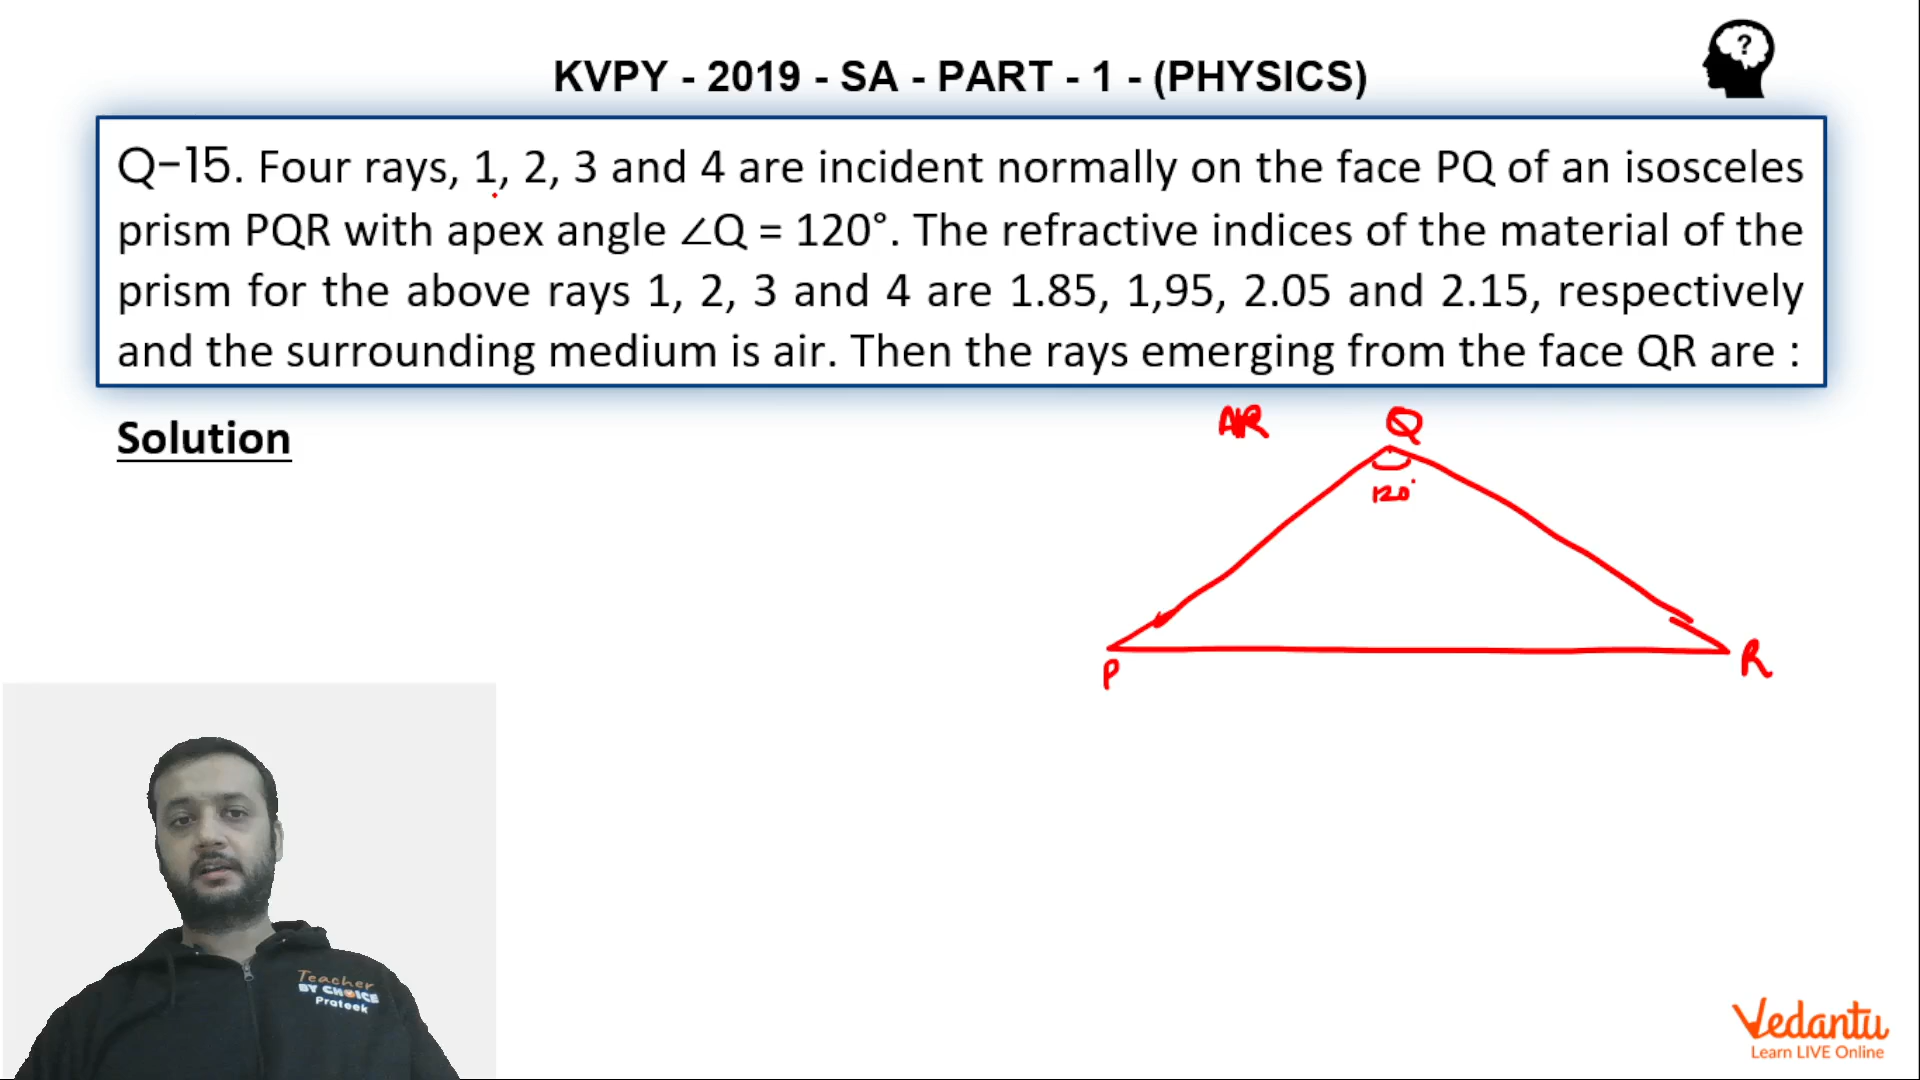 KVPY - 2019 - SA - PART - 1 - (PHYSICS)
?
Q-15. Four rays, 1, 2, 3 and 4 are incident normally on the face PQ of an isosceles
prism PQR with apex angle ∠Q = 120°. The refractive indices of the material of the
prism for the above rays 1, 2, 3 and 4 are 1.85, 1,95, 2.05 and 2.15, respectively
and the surrounding medium is air. Then the rays emerging from the face QR are :
Solution
AIR
Q
120°
P
R
Teacher
BY CHOICE
Prateek
Vedantu
Learn LIVE Online